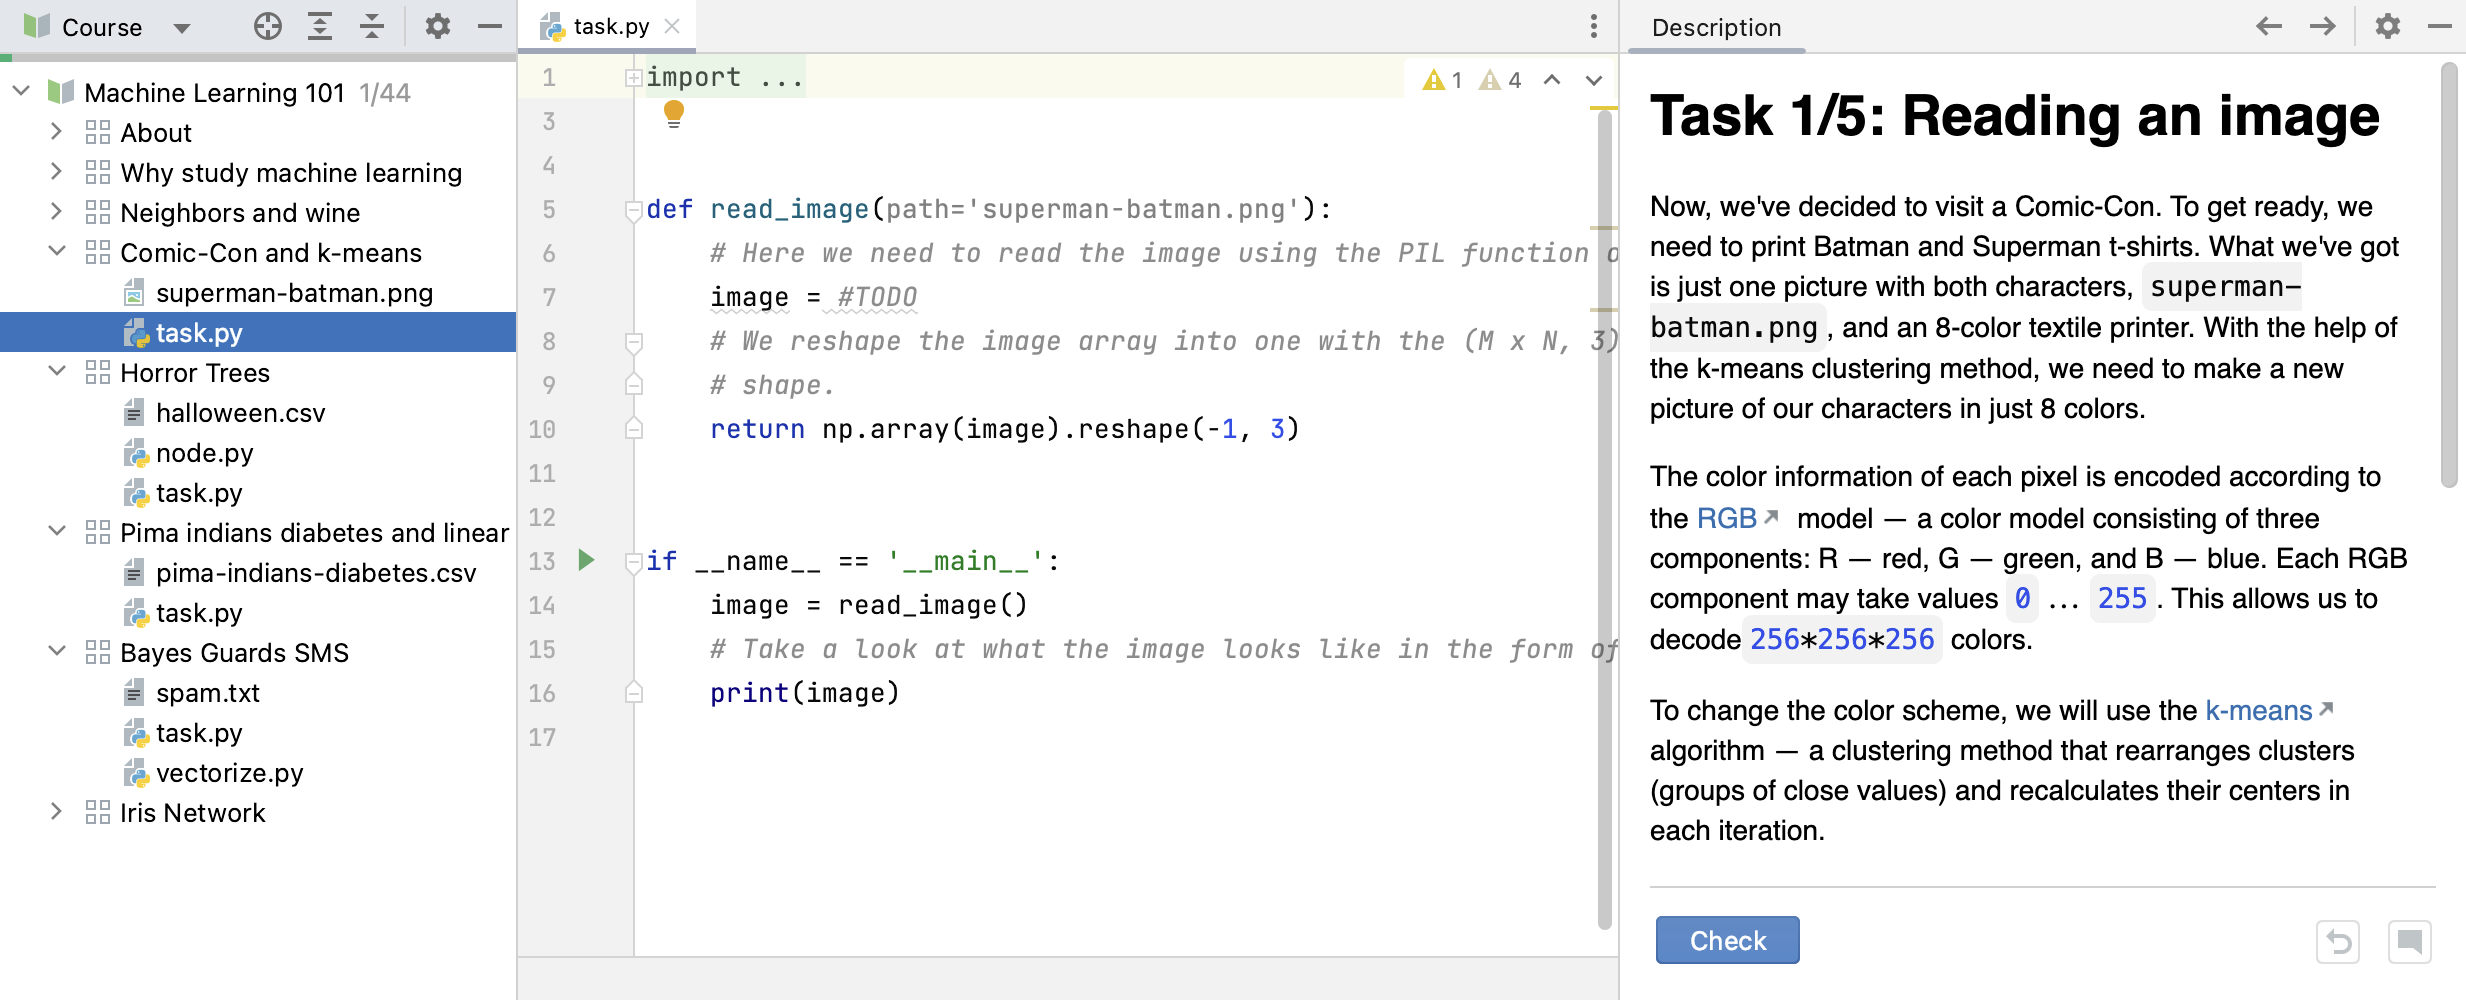 Course
Machine Learning 101 1/44
About
Why study machine learning
Neighbors and wine
Comic-Con and k-means
superman-batman.png
task.py
Horror Trees
halloween.csv
node.py
task.py
Pima indians diabetes and linear
pima-indians-diabetes.csv
task.py
Bayes Guards SMS
spam.txt
task.py
vectorize.py
Iris Network
task.py
1 4
1 import ...
3
4
5 def read_image(path='superman-batman.png'):
6 # Here we need to read the image using the PIL function
7 image = #TODO
8 # We reshape the image array into one with the (M x N, 3)
9 # shape.
10 return np.array(image).reshape(-1, 3)
11
12
13 if __name__ == '__main__':
14 image = read_image()
15 # Take a look at what the image looks like in the form of
16 print(image)
17
Description
Task 1/5: Reading an image
Now, we've decided to visit a Comic-Con. To get ready, we
need to print Batman and Superman t-shirts. What we've got
is just one picture with both characters, superman-
batman.png , and an 8-color textile printer. With the help of
the k-means clustering method, we need to make a new
picture of our characters in just 8 colors.
The color information of each pixel is encoded according to
the RGB model — a color model consisting of three
components: R — red, G — green, and B — blue. Each RGB
component may take values 0 ... 255 . This allows us to
decode 256*256*256 colors.
To change the color scheme, we will use the k-means
algorithm — a clustering method that rearranges clusters
(groups of close values) and recalculates their centers in
each iteration.
Check